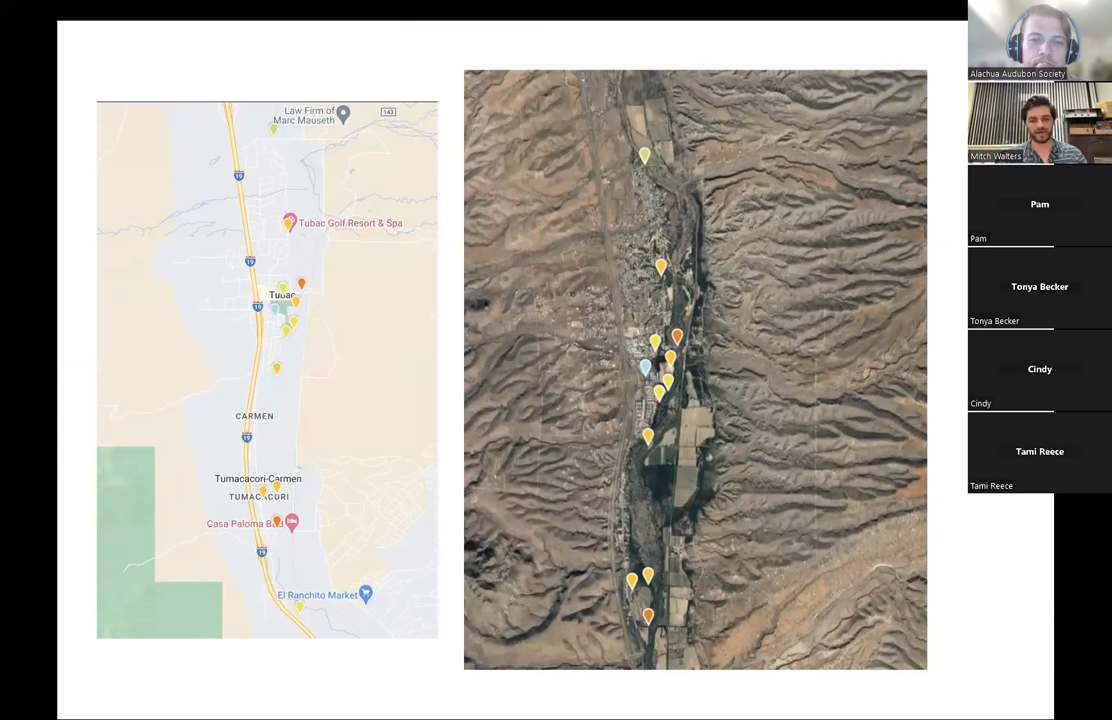 Law Firm of
Marc Mauseth
143
19
Tubac Golf Resort & Spa
19
Tubac
19
CARMEN
19
Tumacacori-Carmen
TUMACACORI
Casa Paloma B&B
19
El Ranchito Market
Alachua Audubon Society
Mitch Walters
Pam
Pam
Tonya Becker
Tonya Becker
Cindy
Cindy
Tami Reece
Tami Reece